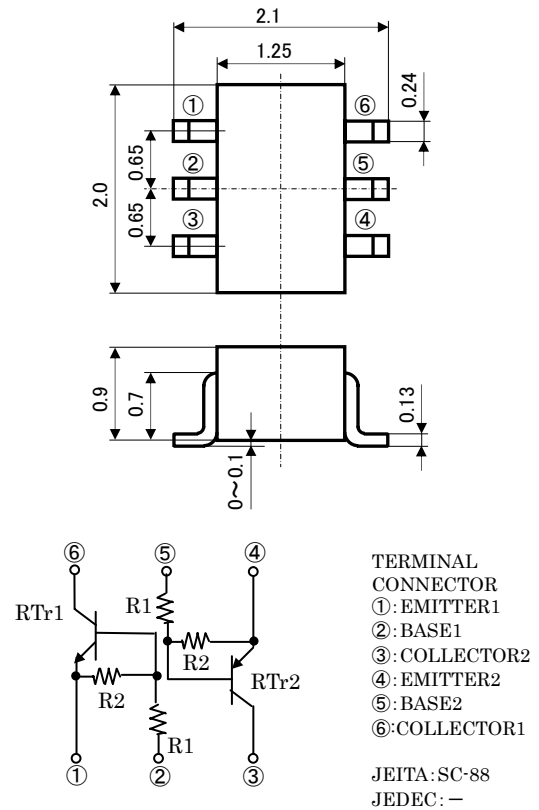 2.1
1.25
①
⑥
0.24
0.65
②
⑤
2.0
0.65
③
④
0.9
0.7
0.13
0~0.1
⑥
⑤
④
RTr1
R1
R2
R2
RTr2
R1
①
②
③
TERMINAL
CONNECTOR
①:EMITTER1
②:BASE1
③:COLLECTOR2
④:EMITTER2
⑤:BASE2
⑥:COLLECTOR1
JEITA:SC-88
JEDEC:－